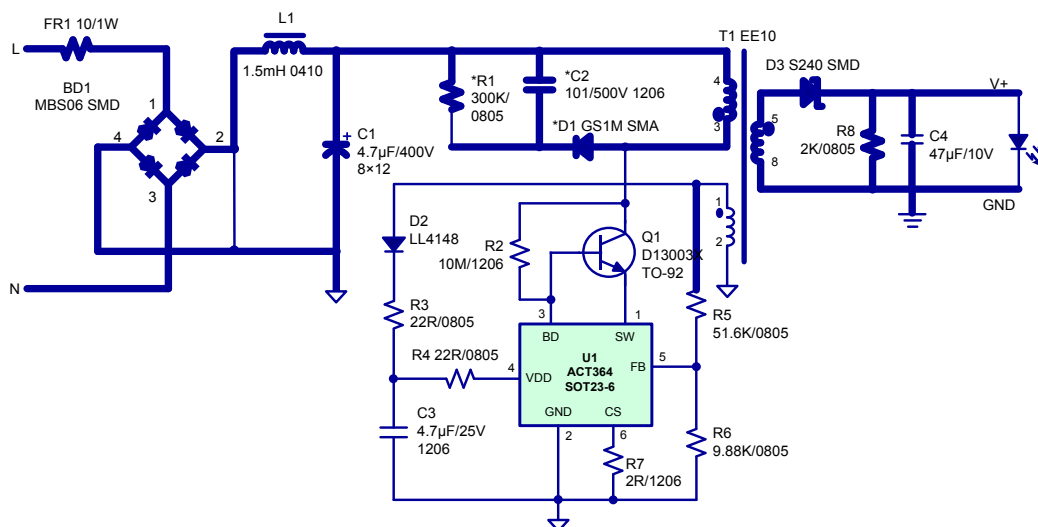 FR1 10/1W
L
BD1
MBS06 SMD
1
4
2
3
N
L1
1.5mH 0410
+
C1
4.7µF/400V
8×12
*R1
300K/
0805
*C2
101/500V 1206
*D1 GS1M SMA
T1 EE10
4
3
5
8
1
2
D3 S240 SMD
V+
R8
2K/0805
C4
47µF/10V
GND
D2
LL4148
R2
10M/1206
Q1
D13003X
TO-92
R3
22R/0805
R4 22R/0805
R5
51.6K/0805
3
1
BD
SW
U1
ACT364
SOT23-6
4
VDD
FB
5
GND
CS
2
6
C3
4.7µF/25V
1206
R7
2R/1206
R6
9.88K/0805